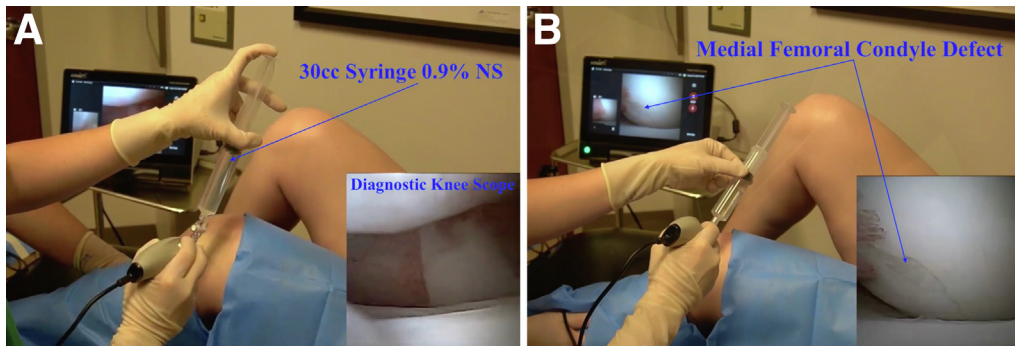 A
30cc Syringe 0.9% NS
Diagnostic Knee Scope
B
Medial Femoral Condyle Defect